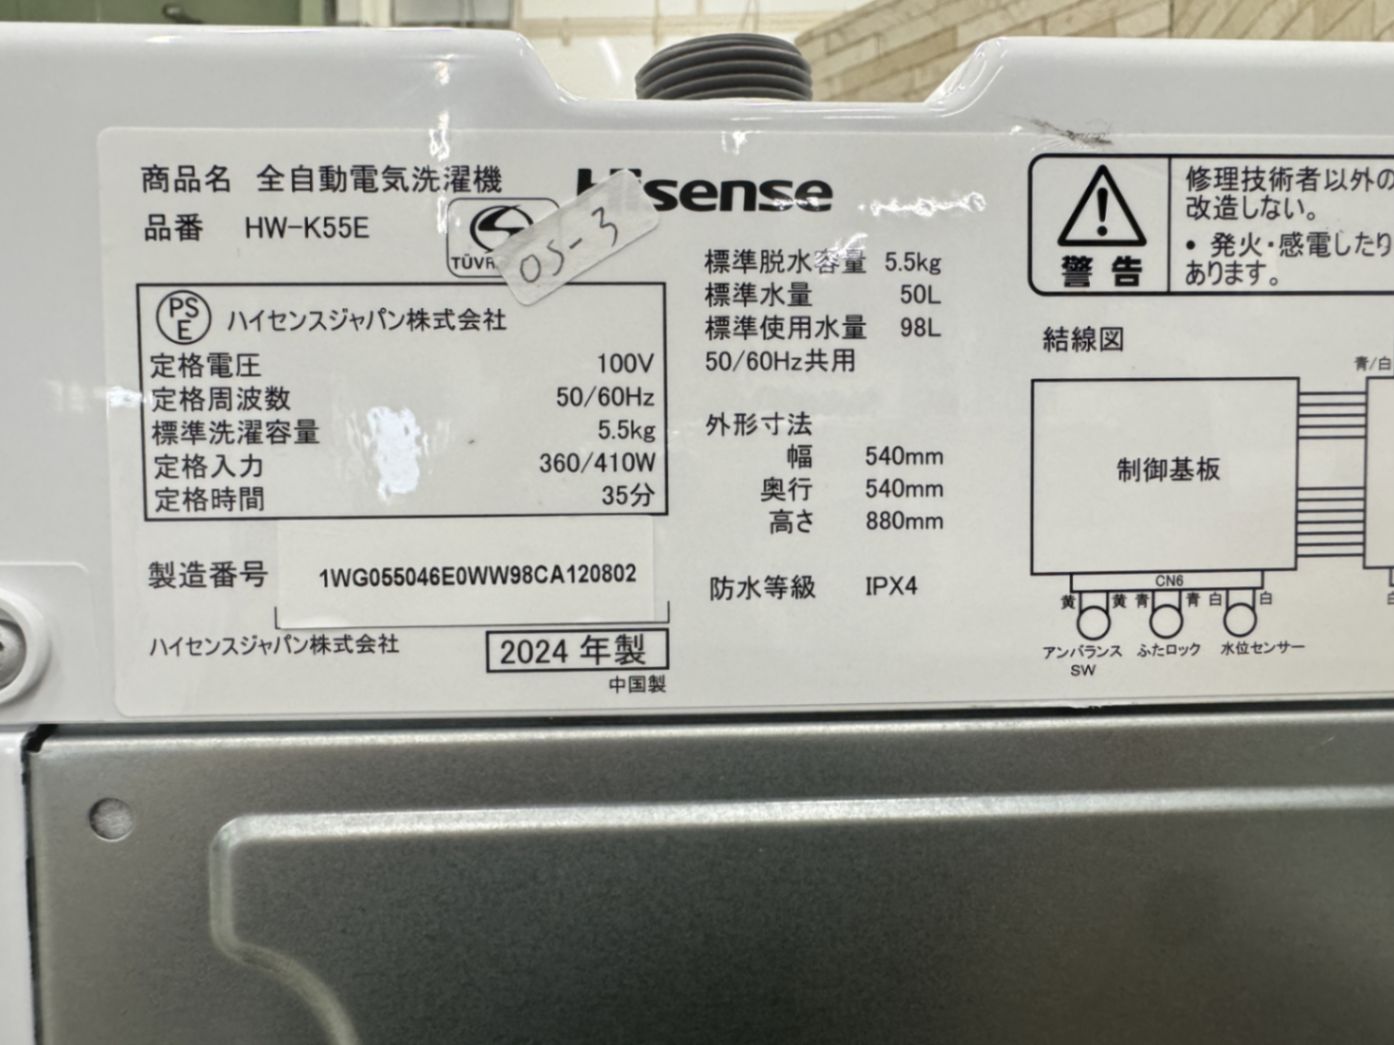 商品名 全自動電気洗濯機
品番 HW-K55E
Hisense
05-3
PSE ハイセンスジャパン株式会社
定格電圧 100V
定格周波数 50/60Hz
標準洗濯容量 5.5kg
定格入力 360/410W
定格時間 35分
製造番号 1WG055046E0WW98CA120802
ハイセンスジャパン株式会社 2024 年製
中国製
標準脱水容量 5.5kg
標準水量 50L
標準使用水量 98L
50/60Hz共用
外形寸法
幅 540mm
奥行 540mm
高さ 880mm
防水等級 IPX4
警告
修理技術者以外の
改造しない。
・発火・感電したり
あります。
結線図
青/白
制御基板
CN6
黄 黄 青 青 白 白
アンバランス ふたロック 水位センサー
SW